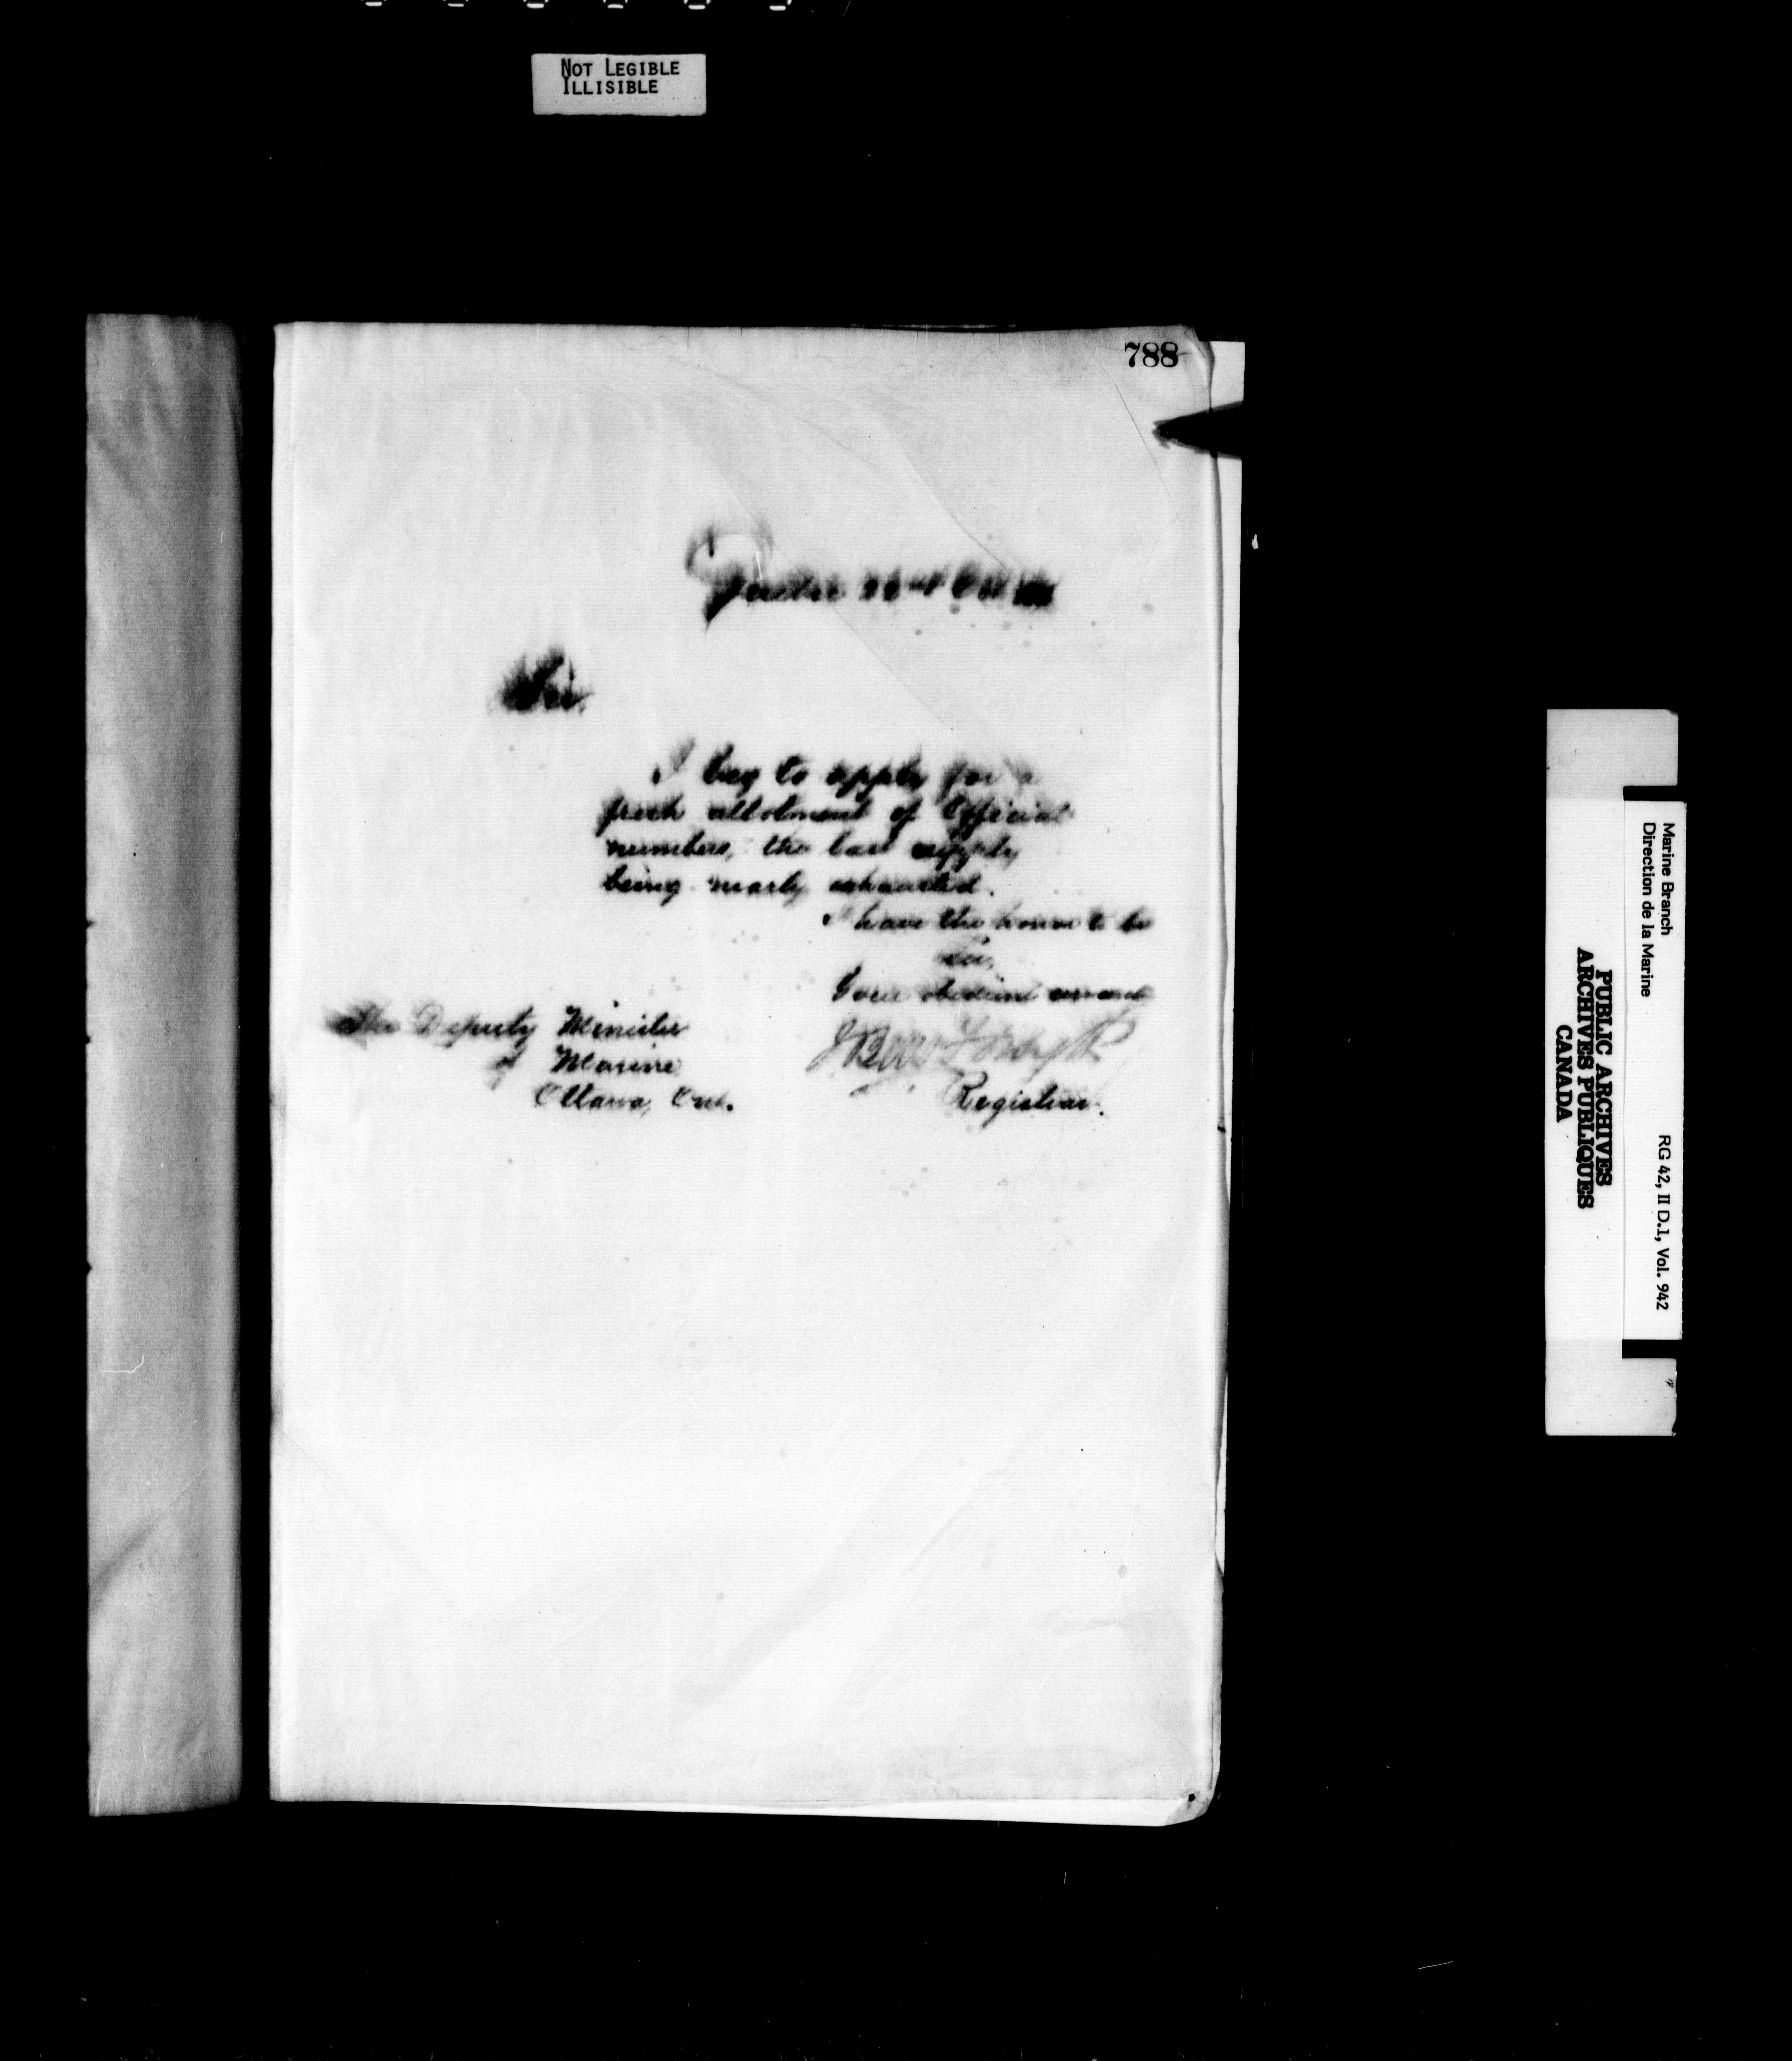 NOT LEGIBLE
ILLISIBLE
788
Sir,
I beg to apply for a
fresh allotment of Official
numbers, the last supply
being nearly exhausted.
I have the honor to be
Sir,
Your obedient servant
The Deputy Minister
of Marine
Ottawa, Ont.
Registrar.
Marine Branch
Direction de la Marine
RG 42, II D.1, Vol. 942
PUBLIC ARCHIVES
ARCHIVES PUBLIQUES
CANADA